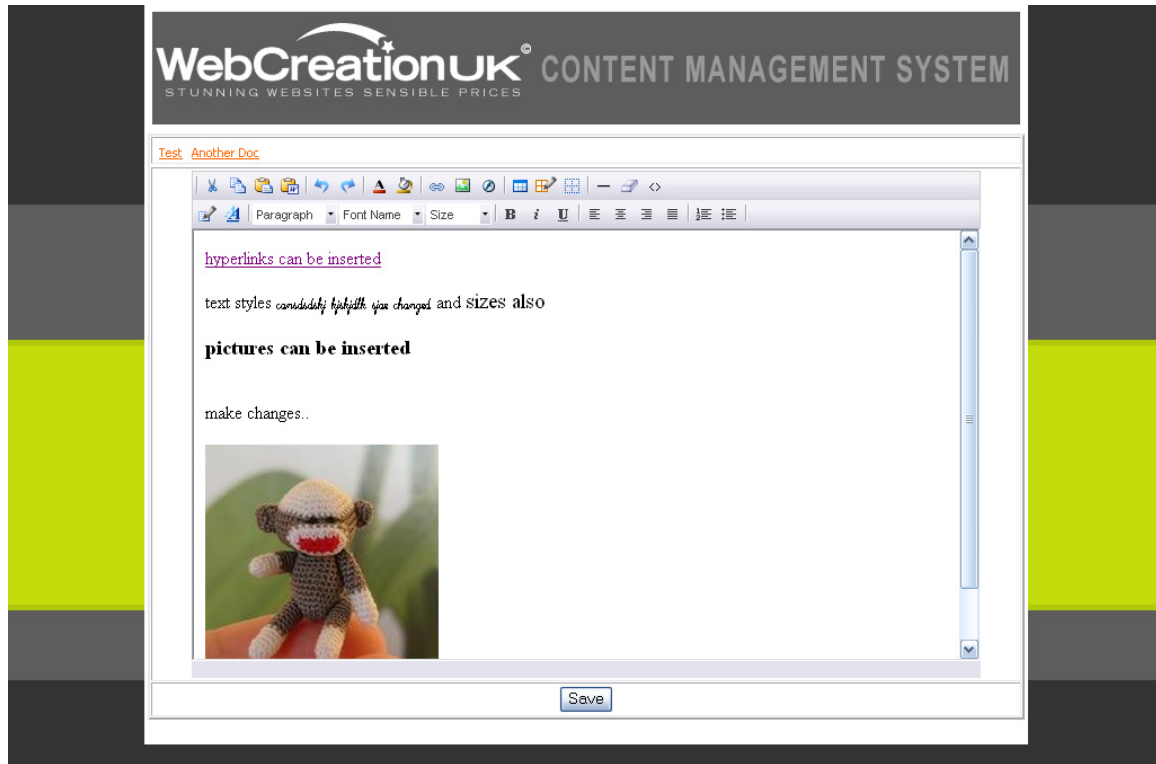 WebCreationUK© CONTENT MANAGEMENT SYSTEM
STUNNING WEBSITES SENSIBLE PRICES
Test Another Doc
Paragraph Font Name Size B i U
hyperlinks can be inserted
text styles changed and sizes also
pictures can be inserted
make changes..
Save